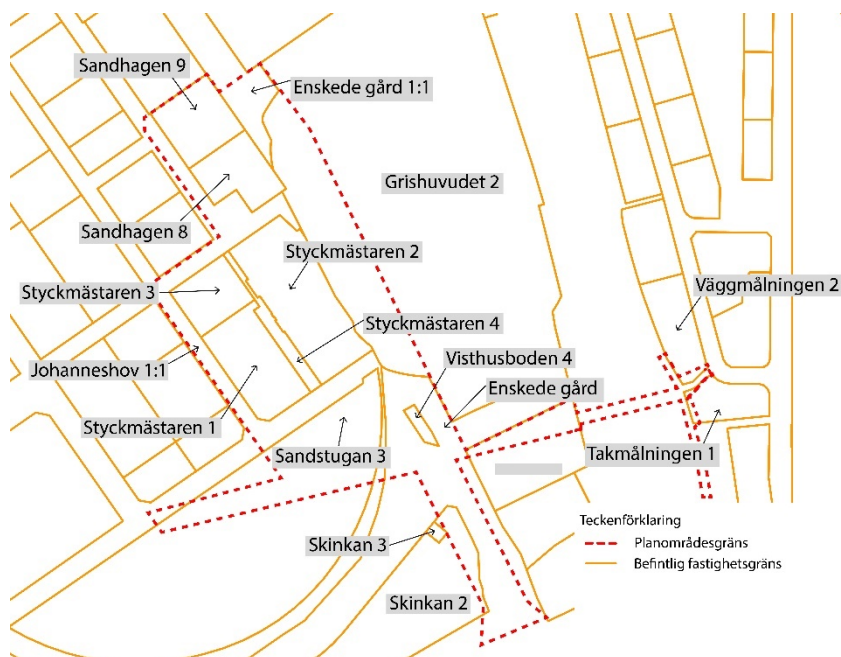 Sandhagen 9
Enskede gård 1:1
Grishuvudet 2
Sandhagen 8
Styckmästaren 2
Styckmästaren 3
Väggmålningen 2
Styckmästaren 4
Johanneshov 1:1
Visthusboden 4
Enskede gård
Styckmästaren 1
Sandstugan 3
Takmålningen 1
Teckenförklaring
Planområdesgräns
Skinkan 3
Befintlig fastighetsgräns
Skinkan 2